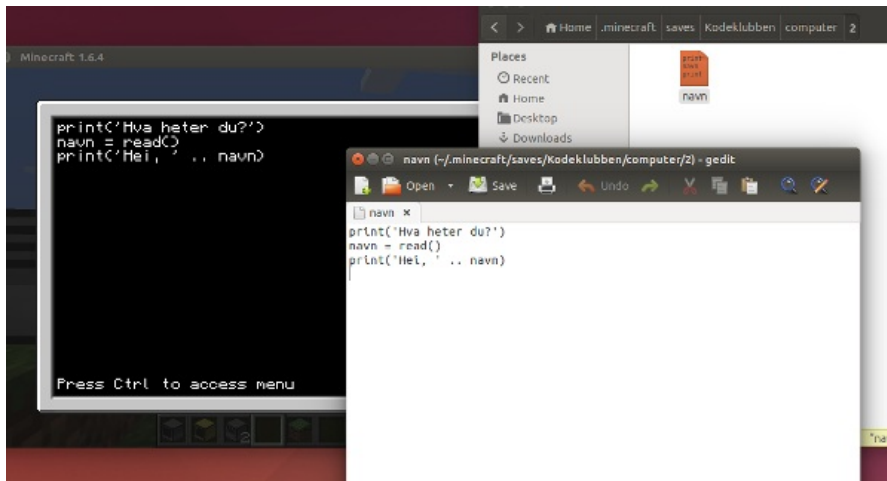 Minecraft 1.6.4
print('Hva heter du?')
navn = read()
print('Hei, ' .. navn)
Press Ctrl to access menu
2
Home .minecraft saves Kodeklubben computer 2
Places
Recent
Home
Desktop
Downloads
navn
navn (~/.minecraft/saves/Kodeklubben/computer/2) - gedit
Open Save Undo
navn ×
print('Hva heter du?')
navn = read()
print('Hei, ' .. navn)
"na